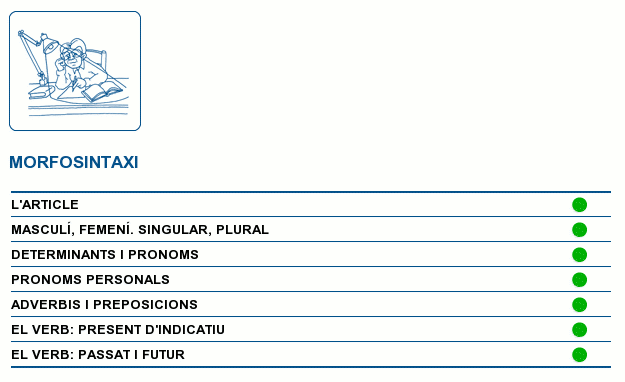 MORFOSINTAXI
L'ARTICLE
MASCULÍ, FEMENÍ. SINGULAR, PLURAL
DETERMINANTS I PRONOMS
PRONOMS PERSONALS
ADVERBIS I PREPOSICIONS
EL VERB: PRESENT D'INDICATIU
EL VERB: PASSAT I FUTUR